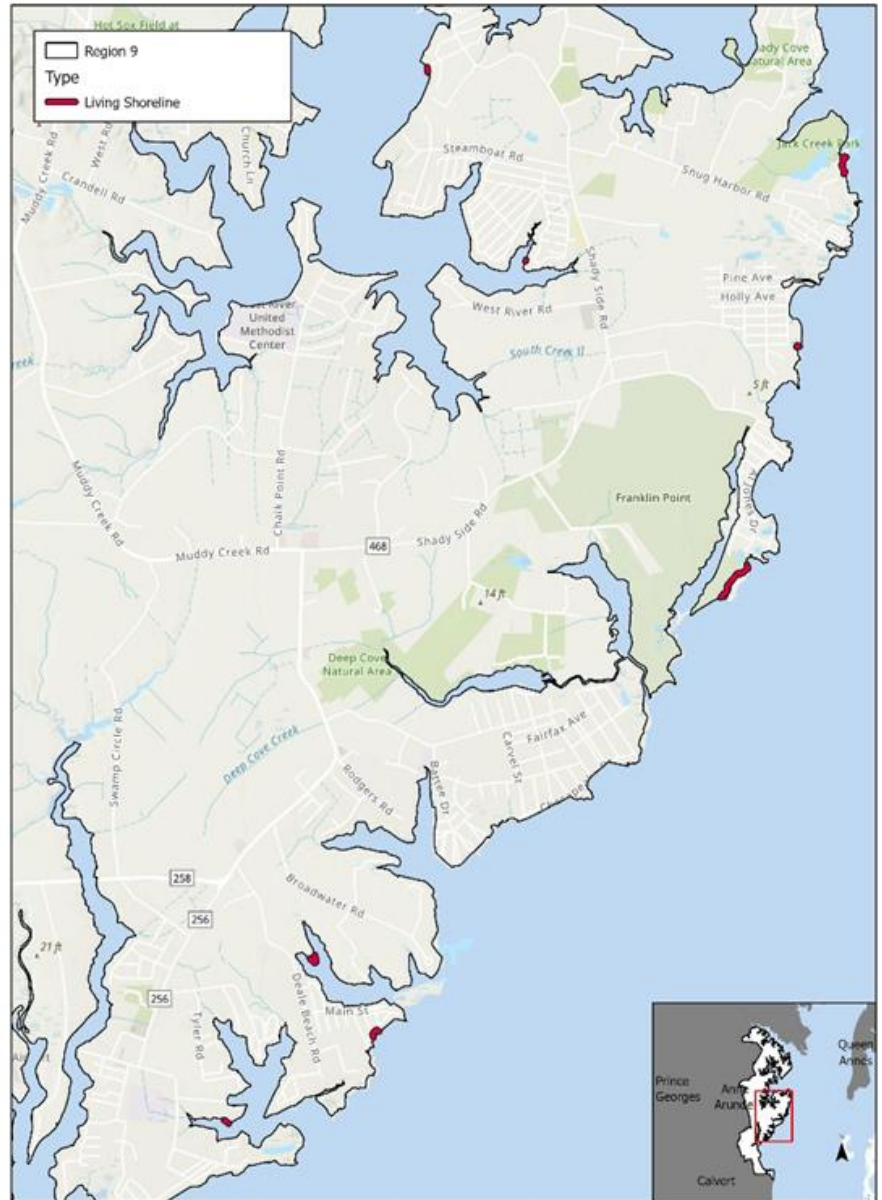 Hot Sox Field at
Region 9
Type
Living Shoreline
Muddy Creek Rd
West Rd
Church Ln
Crandell Rd
Steamboat Rd
Natural Area
Jack Creek Park
Snug Harbor Rd
Shady Side Rd
Pine Ave
Holly Ave
West River Rd
United
Methodist
Center
South Creek
5 ft
Muddy Creek Rd
Chalk Point Rd
Franklin Point
Muddy Creek Rd
468
Shady Side Rd
14 ft
Deep Cove
Natural Area
Swamp Circle Rd
Deep Cove Creek
Fairfax Ave
Carvel St
Rodgers Rd
258
Broadwater Rd
256
21 ft
256
Main St
Deale Beach Rd
Tyler Rd
Queen
Annes
Prince
Georges
Anne
Arundel
Calvert